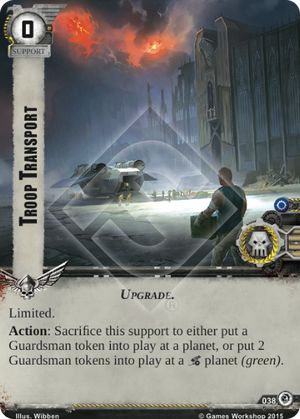 0
SUPPORT
TROOP TRANSPORT
UPGRADE.
Limited.
Action: Sacrifice this support to either put a
Guardsman token into play at a planet, or put 2
Guardsman tokens into play at a planet (green).
Illus. Wibben
© Games Workshop 2015
038